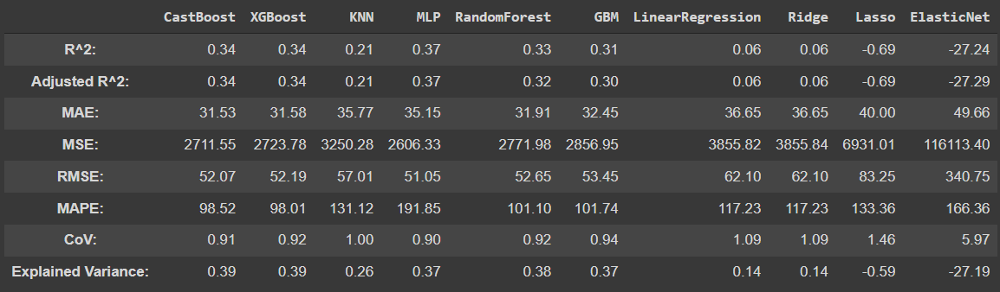 CastBoost XGBoost KNN MLP RandomForest GBM LinearRegression Ridge Lasso ElasticNet
R^2: 0.34 0.34 0.21 0.37 0.33 0.31 0.06 0.06 -0.69 -27.24
Adjusted R^2: 0.34 0.34 0.21 0.37 0.32 0.30 0.06 0.06 -0.69 -27.29
MAE: 31.53 31.58 35.77 35.15 31.91 32.45 36.65 36.65 40.00 49.66
MSE: 2711.55 2723.78 3250.28 2606.33 2771.98 2856.95 3855.82 3855.84 6931.01 116113.40
RMSE: 52.07 52.19 57.01 51.05 52.65 53.45 62.10 62.10 83.25 340.75
MAPE: 98.52 98.01 131.12 191.85 101.10 101.74 117.23 117.23 133.36 166.36
CoV: 0.91 0.92 1.00 0.90 0.92 0.94 1.09 1.09 1.46 5.97
Explained Variance: 0.39 0.39 0.26 0.37 0.38 0.37 0.14 0.14 -0.59 -27.19